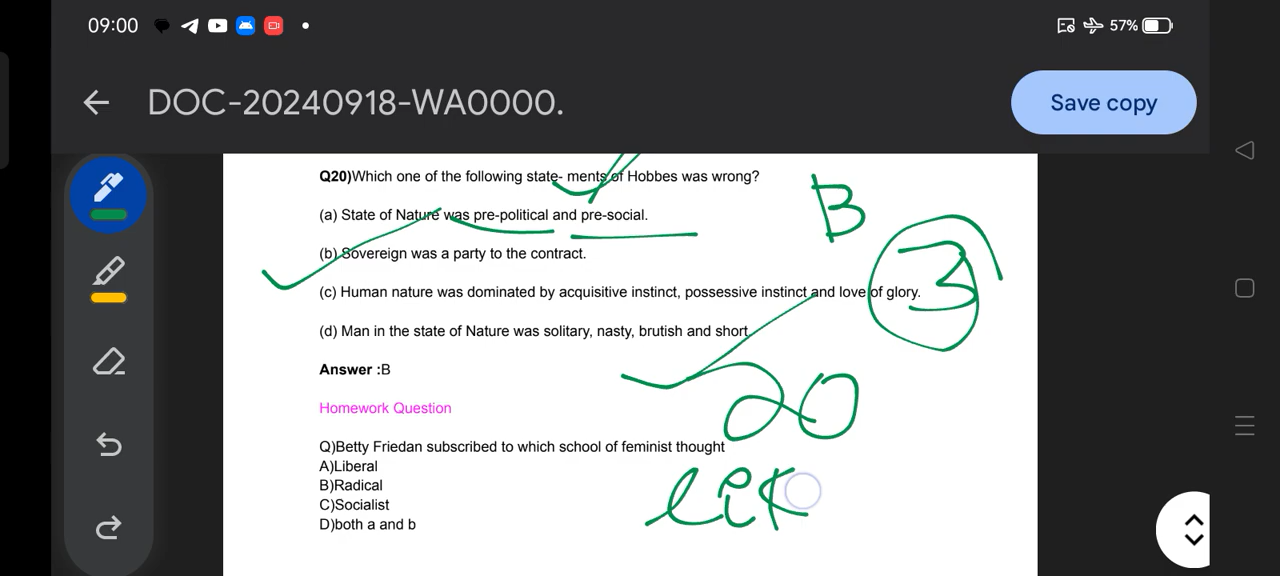 09:00
57%
DOC-20240918-WA0000.
Save copy
Q20)Which one of the following state- ments of Hobbes was wrong?
(a) State of Nature was pre-political and pre-social.
B
(b) Sovereign was a party to the contract.
3
(c) Human nature was dominated by acquisitive instinct, possessive instinct and love of glory.
(d) Man in the state of Nature was solitary, nasty, brutish and short.
Answer :B
20
Homework Question
Q)Betty Friedan subscribed to which school of feminist thought
A)Liberal
B)Radical
lik
C)Socialist
D)both a and b